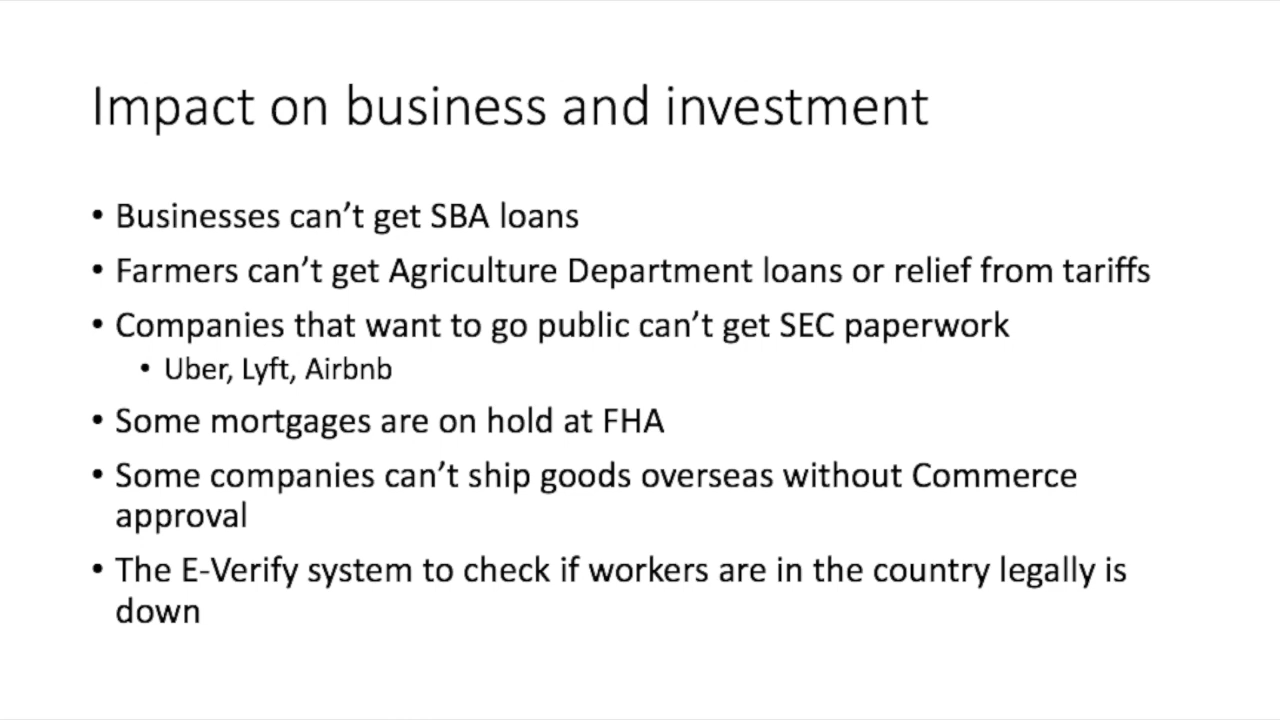 Impact on business and investment
• Businesses can’t get SBA loans
• Farmers can’t get Agriculture Department loans or relief from tariffs
• Companies that want to go public can’t get SEC paperwork
• Uber, Lyft, Airbnb
• Some mortgages are on hold at FHA
• Some companies can’t ship goods overseas without Commerce
approval
• The E-Verify system to check if workers are in the country legally is
down